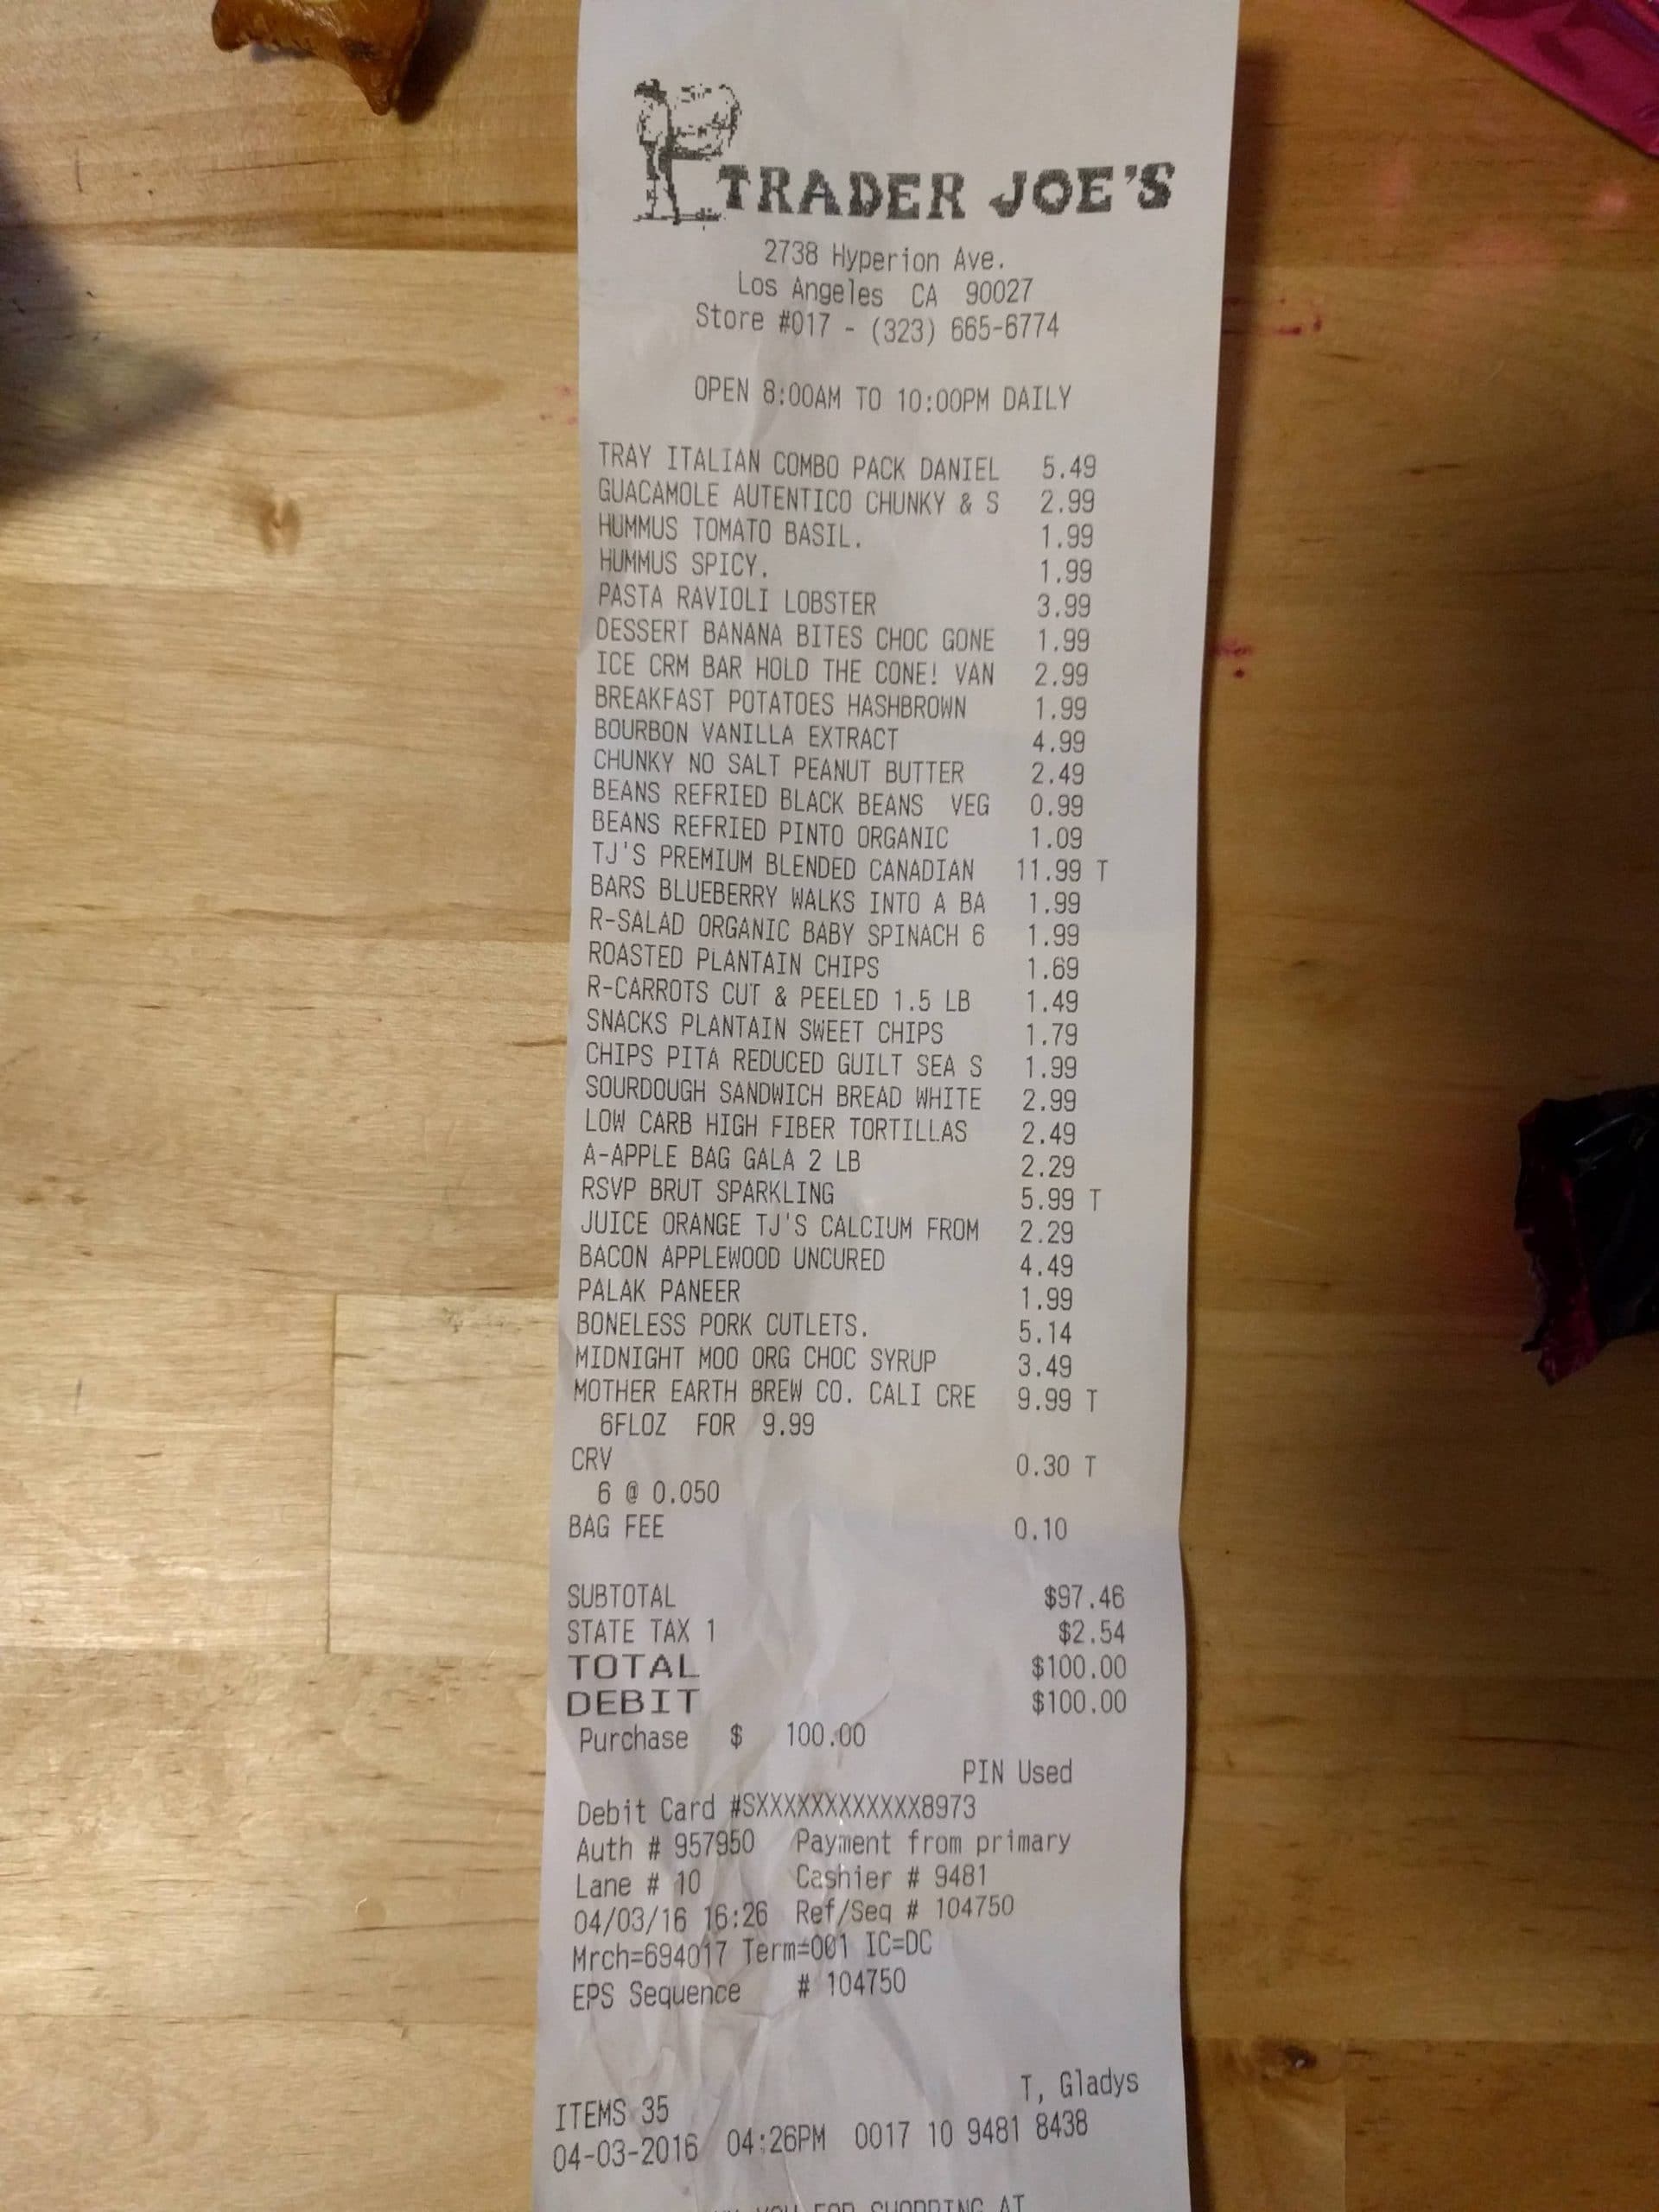 TRADER JOE'S
2738 Hyperion Ave.
Los Angeles CA 90027
Store #017 - (323) 665-6774
OPEN 8:00AM TO 10:00PM DAILY
TRAY ITALIAN COMBO PACK DANIEL 5.49
GUACAMOLE AUTENTICO CHUNKY & S 2.99
HUMMUS TOMATO BASIL. 1.99
HUMMUS SPICY. 1.99
PASTA RAVIOLI LOBSTER 3.99
DESSERT BANANA BITES CHOC GONE 1.99
ICE CRM BAR HOLD THE CONE! VAN 2.99
BREAKFAST POTATOES HASHBROWN 1.99
BOURBON VANILLA EXTRACT 4.99
CHUNKY NO SALT PEANUT BUTTER 2.49
BEANS REFRIED BLACK BEANS VEG 0.99
BEANS REFRIED PINTO ORGANIC 1.09
TJ'S PREMIUM BLENDED CANADIAN 11.99 T
BARS BLUEBERRY WALKS INTO A BA 1.99
R-SALAD ORGANIC BABY SPINACH 6 1.99
ROASTED PLANTAIN CHIPS 1.69
R-CARROTS CUT & PEELED 1.5 LB 1.49
SNACKS PLANTAIN SWEET CHIPS 1.79
CHIPS PITA REDUCED GUILT SEA S 1.99
SOURDOUGH SANDWICH BREAD WHITE 2.99
LOW CARB HIGH FIBER TORTILLAS 2.49
A-APPLE BAG GALA 2 LB 2.29
RSVP BRUT SPARKLING 5.99 T
JUICE ORANGE TJ'S CALCIUM FROM 2.29
BACON APPLEWOOD UNCURED 4.49
PALAK PANEER 1.99
BONELESS PORK CUTLETS. 5.14
MIDNIGHT MOO ORG CHOC SYRUP 3.49
MOTHER EARTH BREW CO. CALI CRE 9.99 T
6FLOZ FOR 9.99
CRV 0.30 T
6 @ 0.050
BAG FEE 0.10
SUBTOTAL $97.46
STATE TAX 1 $2.54
TOTAL $100.00
DEBIT $100.00
Purchase $ 100.00
PIN Used
Debit Card #SXXXXXXXXXXXX8973
Auth # 957950 Payment from primary
Lane # 10 Cashier # 9481
04/03/16 16:26 Ref/Seq # 104750
Mrch=694017 Term=001 IC=DC
EPS Sequence # 104750
T, Gladys
ITEMS 35
04-03-2016 04:26PM 0017 10 9481 8438
YOU FOR SHOPPING AT